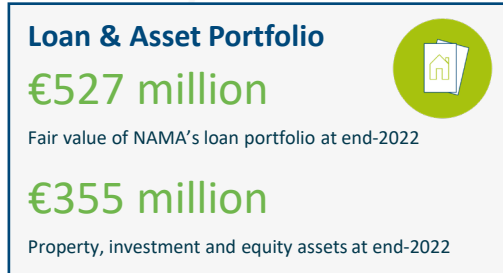 Loan & Asset Portfolio
€527 million
Fair value of NAMA's loan portfolio at end-2022
€355 million
Property, investment and equity assets at end-2022